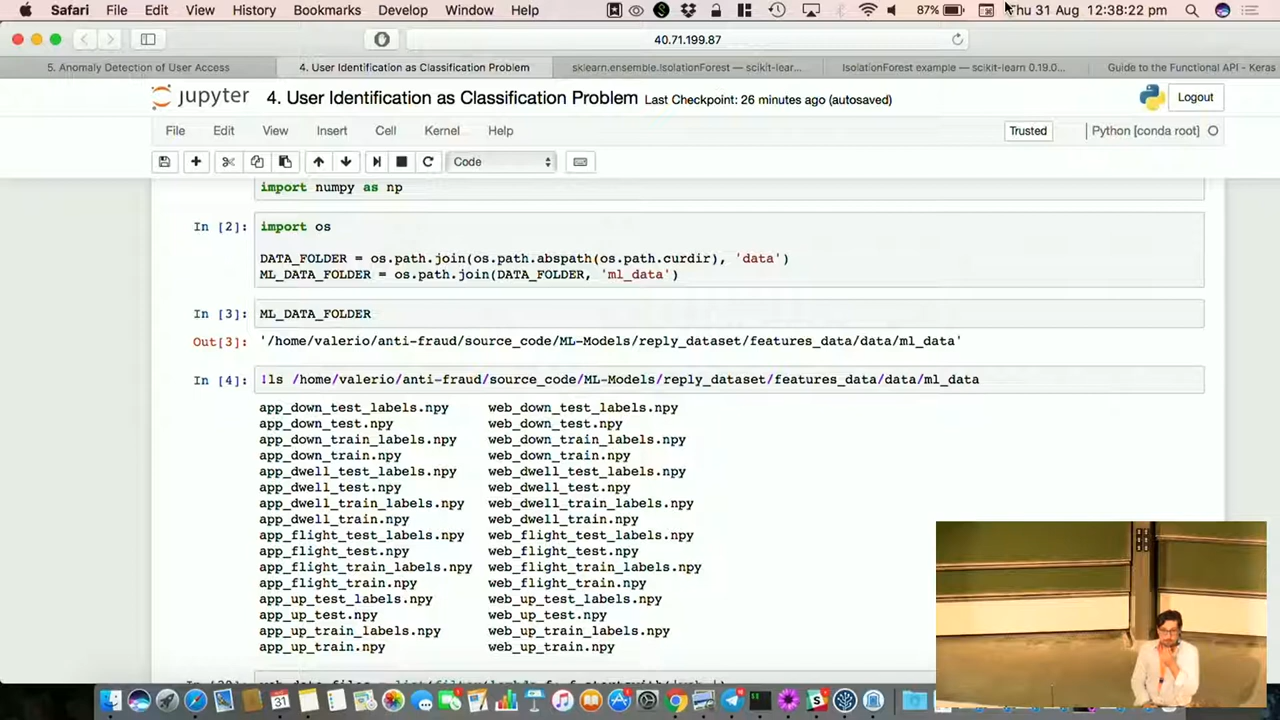 Safari File Edit View History Bookmarks Develop Window Help 87% Thu 31 Aug 12:38:22 pm
40.71.199.87
5. Anomaly Detection of User Access 4. User Identification as Classification Problem sklearn.ensemble.IsolationForest — scikit-lear... IsolationForest example — scikit-learn 0.19.0... Guide to the Functional API - Keras
jupyter 4. User Identification as Classification Problem Last Checkpoint: 26 minutes ago (autosaved) Logout
File Edit View Insert Cell Kernel Help Trusted Python [conda root]
Code
import numpy as np
In [2]: import os
DATA_FOLDER = os.path.join(os.path.abspath(os.path.curdir), 'data')
ML_DATA_FOLDER = os.path.join(DATA_FOLDER, 'ml_data')
In [3]: ML_DATA_FOLDER
Out[3]: '/home/valerio/anti-fraud/source_code/ML-Models/reply_dataset/features_data/data/ml_data'
In [4]: !ls /home/valerio/anti-fraud/source_code/ML-Models/reply_dataset/features_data/data/ml_data
app_down_test_labels.npy web_down_test_labels.npy
app_down_test.npy web_down_test.npy
app_down_train_labels.npy web_down_train_labels.npy
app_down_train.npy web_down_train.npy
app_dwell_test_labels.npy web_dwell_test_labels.npy
app_dwell_test.npy web_dwell_test.npy
app_dwell_train_labels.npy web_dwell_train_labels.npy
app_dwell_train.npy web_dwell_train.npy
app_flight_test_labels.npy web_flight_test_labels.npy
app_flight_test.npy web_flight_test.npy
app_flight_train_labels.npy web_flight_train_labels.npy
app_flight_train.npy web_flight_train.npy
app_up_test_labels.npy web_up_test_labels.npy
app_up_test.npy web_up_test.npy
app_up_train_labels.npy web_up_train_labels.npy
app_up_train.npy web_up_train.npy
31